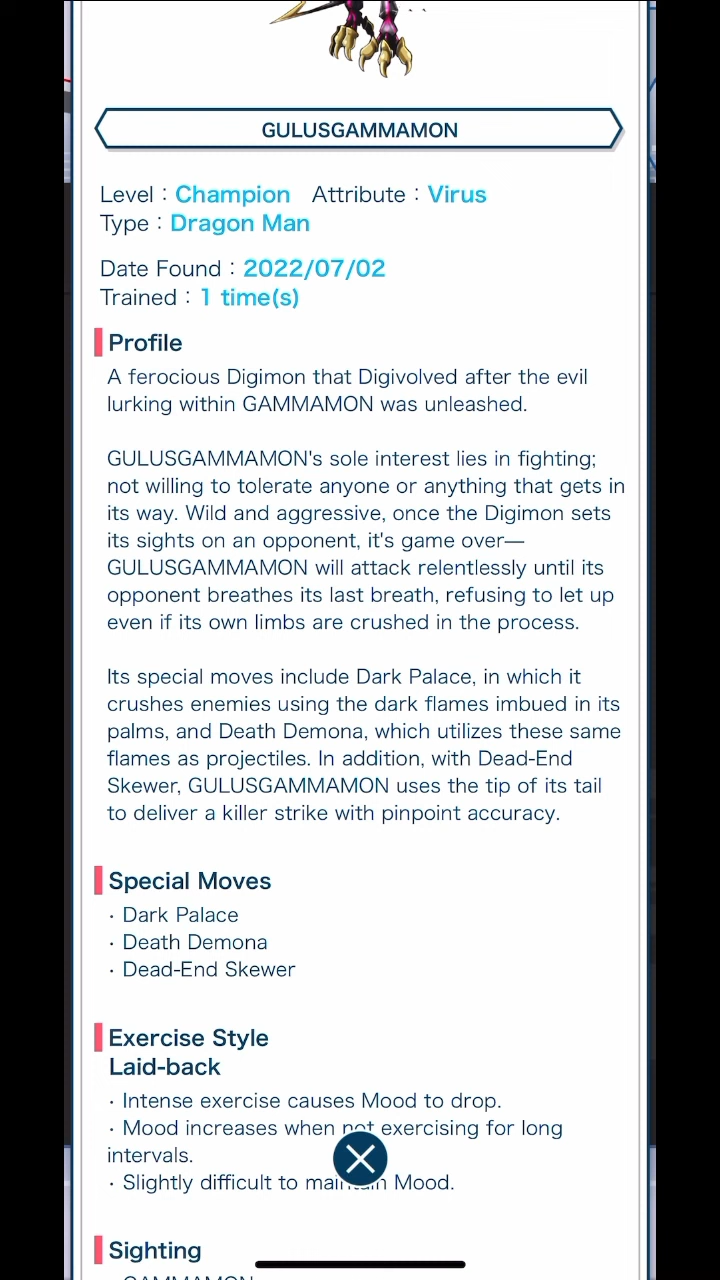 GULUSGAMMAMON
Level : Champion Attribute : Virus
Type : Dragon Man
Date Found : 2022/07/02
Trained : 1 time(s)
Profile
A ferocious Digimon that Digivolved after the evil
lurking within GAMMAMON was unleashed.
GULUSGAMMAMON's sole interest lies in fighting;
not willing to tolerate anyone or anything that gets in
its way. Wild and aggressive, once the Digimon sets
its sights on an opponent, it's game over—
GULUSGAMMAMON will attack relentlessly until its
opponent breathes its last breath, refusing to let up
even if its own limbs are crushed in the process.
Its special moves include Dark Palace, in which it
crushes enemies using the dark flames imbued in its
palms, and Death Demona, which utilizes these same
flames as projectiles. In addition, with Dead-End
Skewer, GULUSGAMMAMON uses the tip of its tail
to deliver a killer strike with pinpoint accuracy.
Special Moves
· Dark Palace
· Death Demona
· Dead-End Skewer
Exercise Style
Laid-back
· Intense exercise causes Mood to drop.
· Mood increases when not exercising for long
intervals.
· Slightly difficult to maintain Mood.
Sighting
· GAMMAMON